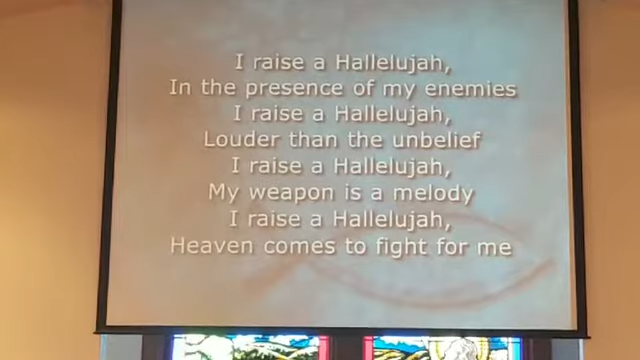 I raise a Hallelujah,
In the presence of my enemies
I raise a Hallelujah,
Louder than the unbelief
I raise a Hallelujah,
My weapon is a melody
I raise a Hallelujah,
Heaven comes to fight for me